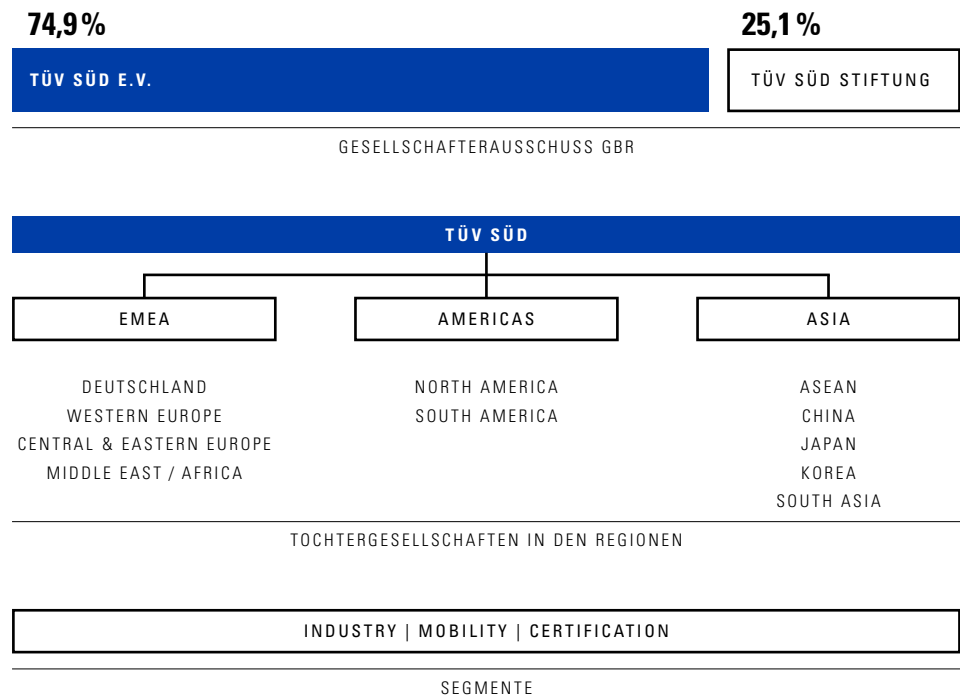 74,9 %
25,1 %
TÜV SÜD E.V.
TÜV SÜD STIFTUNG
GESELLSCHAFTERAUSSCHUSS GBR
TÜV SÜD
EMEA
AMERICAS
ASIA
DEUTSCHLAND
WESTERN EUROPE
CENTRAL & EASTERN EUROPE
MIDDLE EAST / AFRICA
NORTH AMERICA
SOUTH AMERICA
ASEAN
CHINA
JAPAN
KOREA
SOUTH ASIA
TOCHTERGESELLSCHAFTEN IN DEN REGIONEN
INDUSTRY | MOBILITY | CERTIFICATION
SEGMENTE